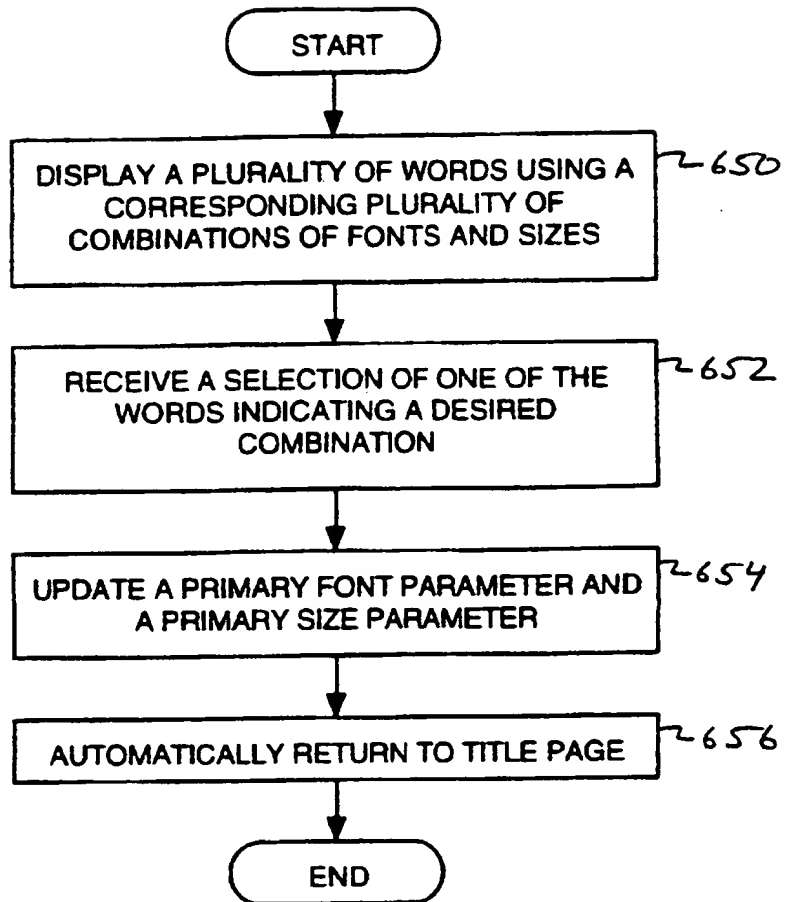 START
DISPLAY A PLURALITY OF WORDS USING A
CORRESPONDING PLURALITY OF
COMBINATIONS OF FONTS AND SIZES
650
RECEIVE A SELECTION OF ONE OF THE
WORDS INDICATING A DESIRED
COMBINATION
652
UPDATE A PRIMARY FONT PARAMETER AND
A PRIMARY SIZE PARAMETER
654
AUTOMATICALLY RETURN TO TITLE PAGE
656
END